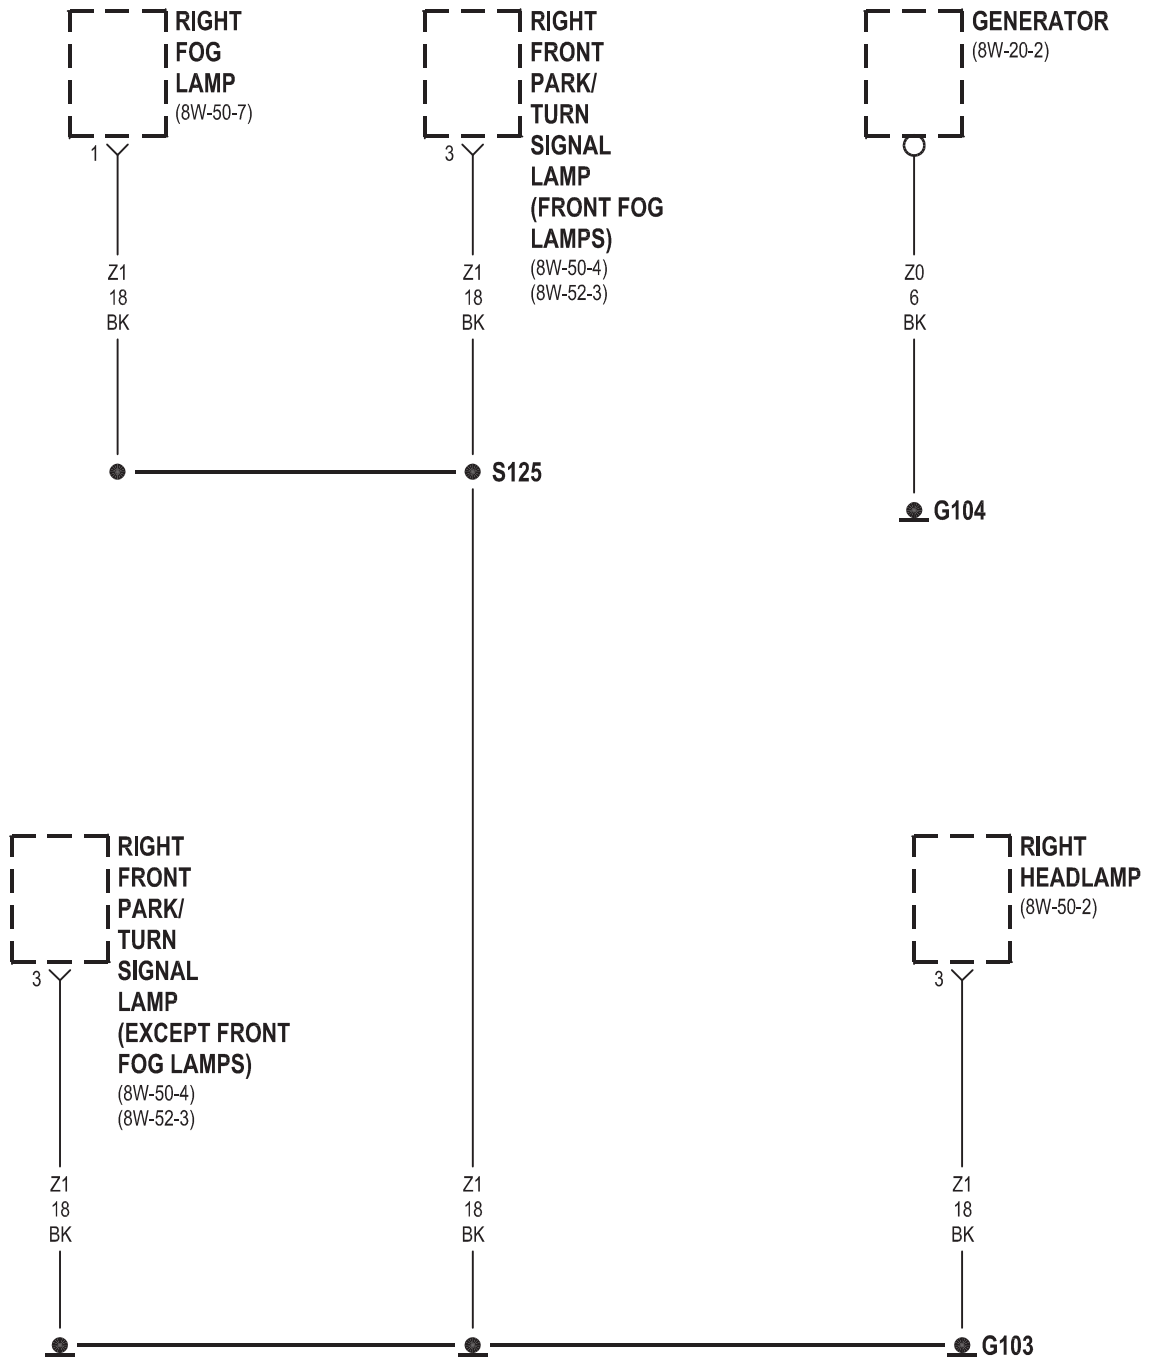 RIGHT
FOG
LAMP
(8W-50-7)
1
Z1
18
BK
RIGHT
FRONT
PARK/
TURN
SIGNAL
LAMP
(FRONT FOG
LAMPS)
(8W-50-4)
(8W-52-3)
3
Z1
18
BK
S125
GENERATOR
(8W-20-2)
Z0
6
BK
G104
RIGHT
FRONT
PARK/
TURN
SIGNAL
LAMP
(EXCEPT FRONT
FOG LAMPS)
(8W-50-4)
(8W-52-3)
3
Z1
18
BK
Z1
18
BK
RIGHT
HEADLAMP
(8W-50-2)
3
Z1
18
BK
G103